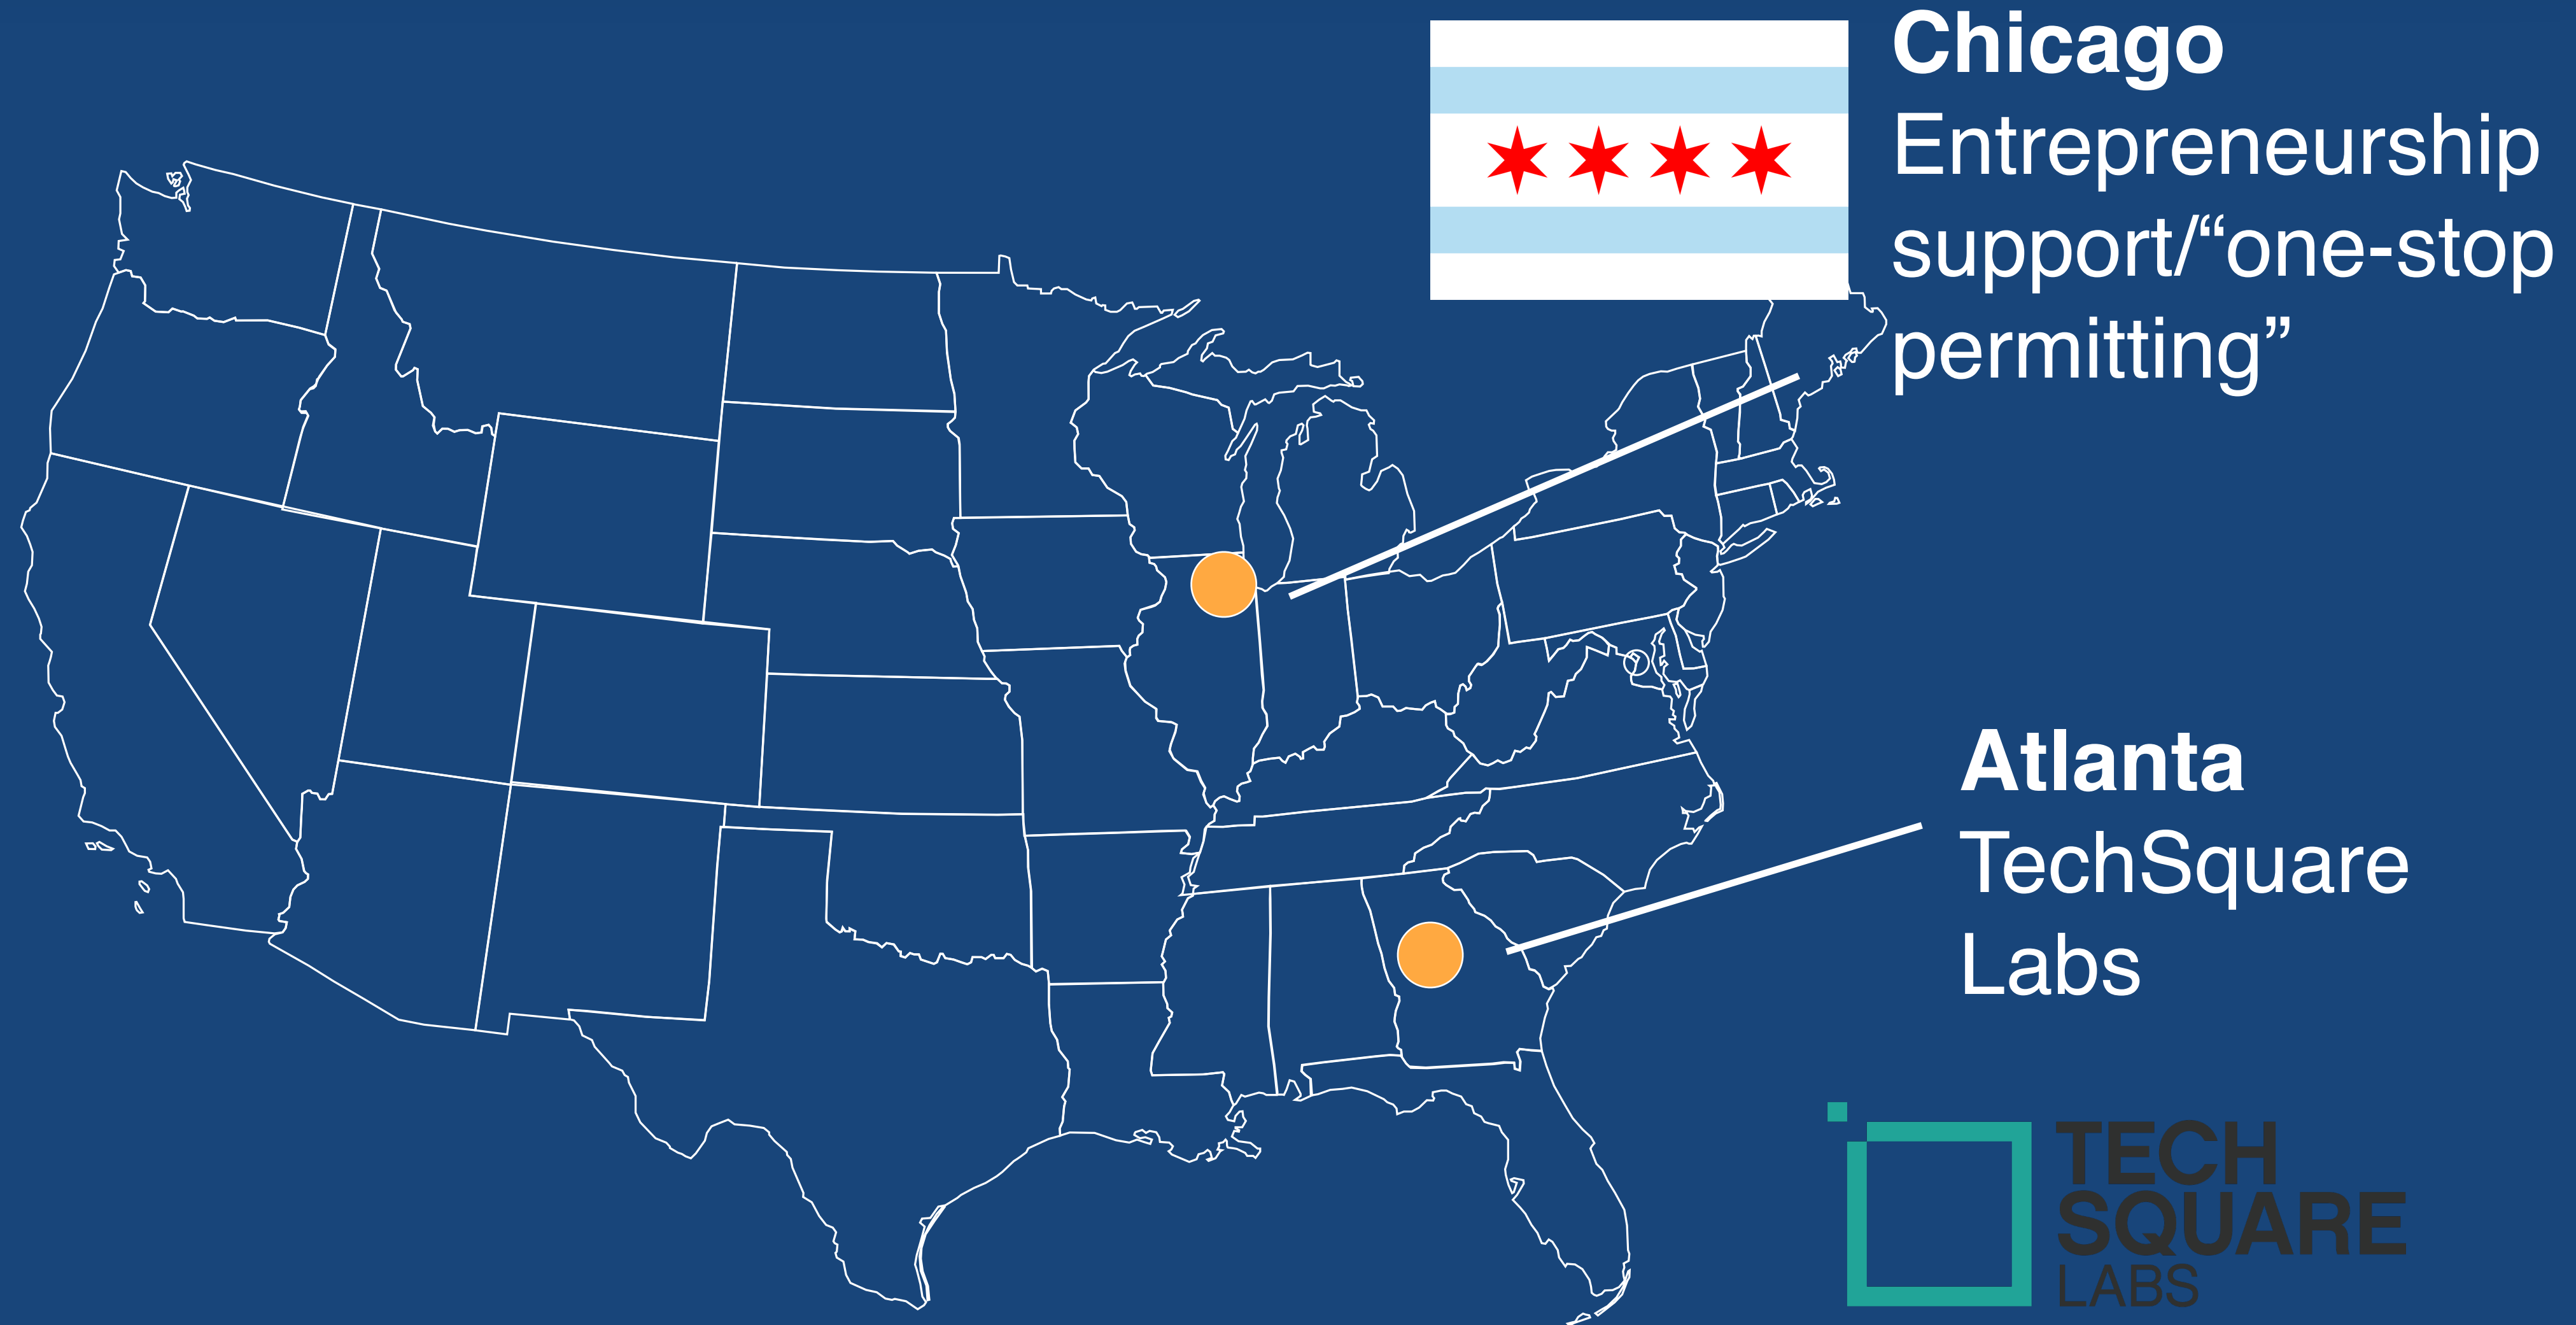 Chicago
Entrepreneurship
support/“one-stop
permitting”
Atlanta
TechSquare
Labs
TECH
SQUARE
LABS